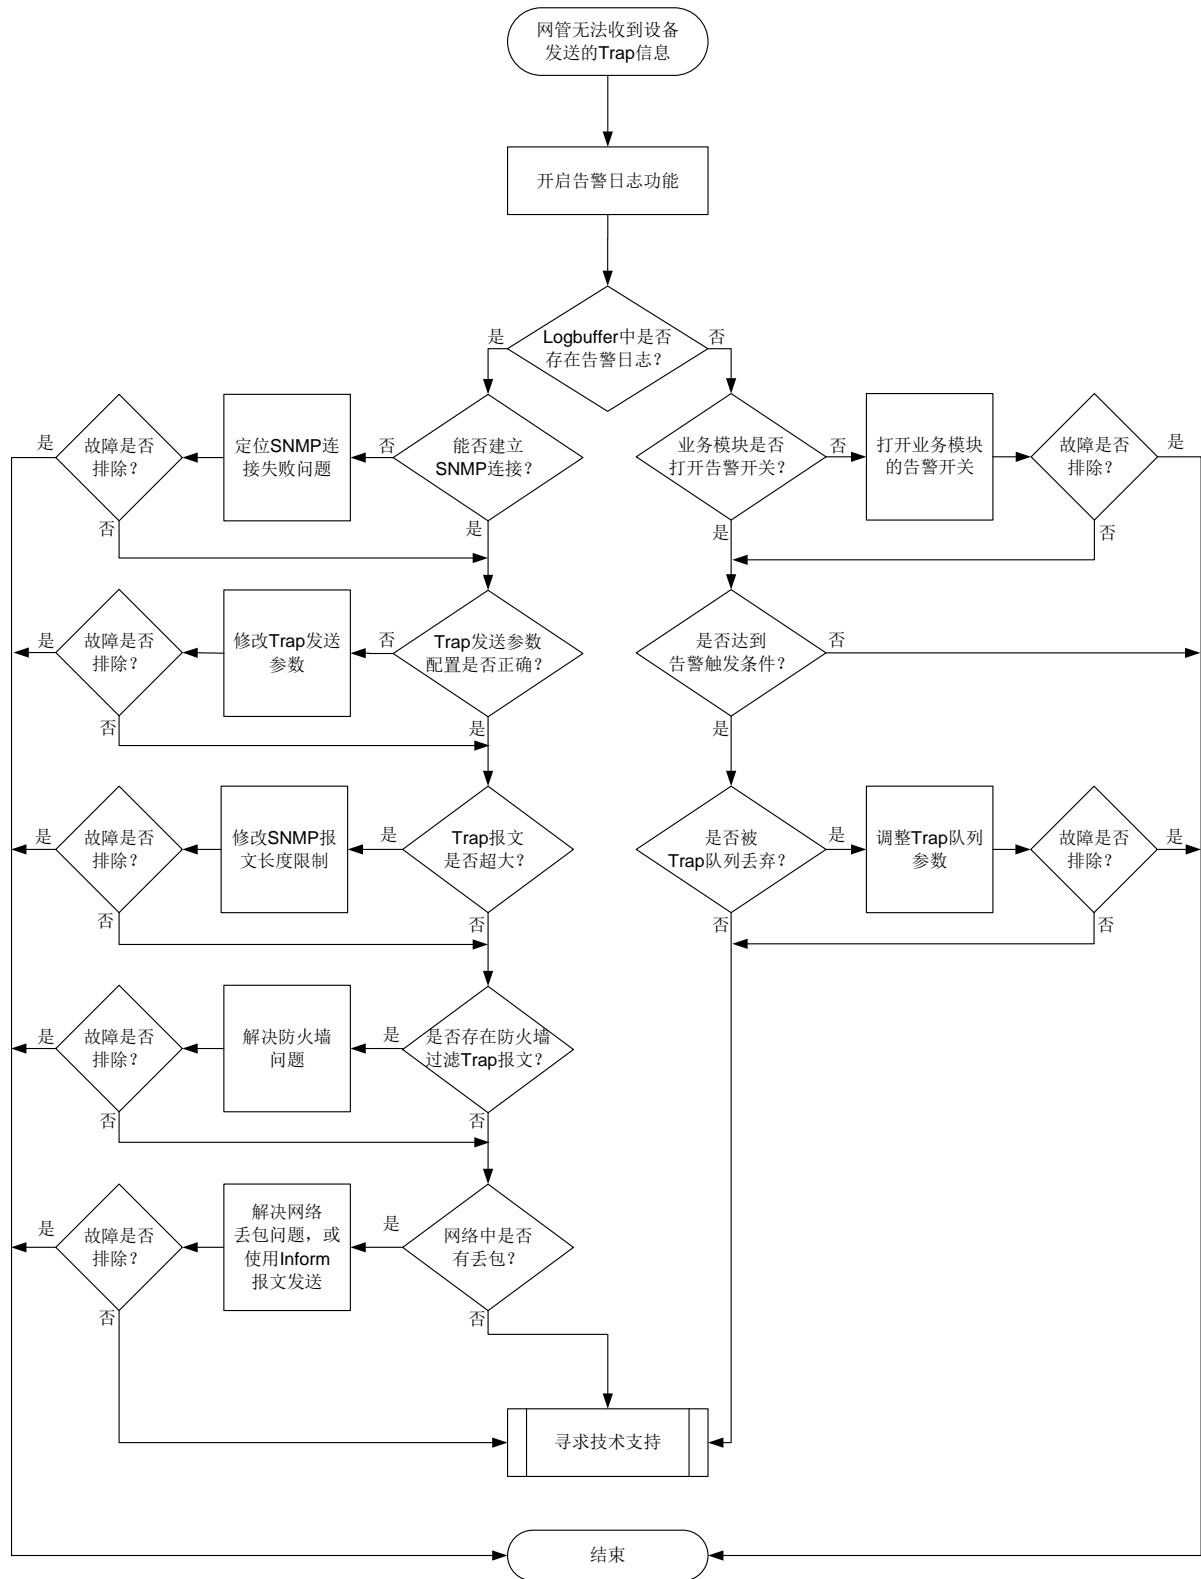 网管无法收到设备
发送的Trap信息
开启告警日志功能
Logbuffer中是否
存在告警日志？
是
否
故障是否
排除？
是
否
定位SNMP连
接失败问题
否
能否建立
SNMP连接？
是
业务模块是否
打开告警开关？
否
是
打开业务模块
的告警开关
故障是否
排除？
是
否
故障是否
排除？
是
否
修改Trap发送
参数
否
Trap发送参数
配置是否正确？
是
是否达到
告警触发条件？
否
是
故障是否
排除？
是
否
修改SNMP报
文长度限制
是
Trap报文
是否超大？
否
是否被
Trap队列丢弃？
是
否
调整Trap队列
参数
故障是否
排除？
是
否
故障是否
排除？
是
否
解决防火墙
问题
是
是否存在防火墙
过滤Trap报文？
否
故障是否
排除？
是
否
解决网络
丢包问题，或
使用Inform
报文发送
是
网络中是否
有丢包？
否
寻求技术支持
结束